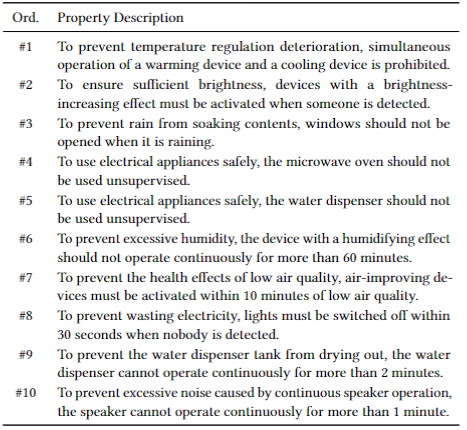 Ord. Property Description
#1 To prevent temperature regulation deterioration, simultaneous
operation of a warming device and a cooling device is prohibited.
#2 To ensure sufficient brightness, devices with a brightness-
increasing effect must be activated when someone is detected.
#3 To prevent rain from soaking contents, windows should not be
opened when it is raining.
#4 To use electrical appliances safely, the microwave oven should not
be used unsupervised.
#5 To use electrical appliances safely, the water dispenser should not
be used unsupervised.
#6 To prevent excessive humidity, the device with a humidifying effect
should not operate continuously for more than 60 minutes.
#7 To prevent the health effects of low air quality, air-improving de-
vices must be activated within 10 minutes of low air quality.
#8 To prevent wasting electricity, lights must be switched off within
30 seconds when nobody is detected.
#9 To prevent the water dispenser tank from drying out, the water
dispenser cannot operate continuously for more than 2 minutes.
#10 To prevent excessive noise caused by continuous speaker operation,
the speaker cannot operate continuously for more than 1 minute.